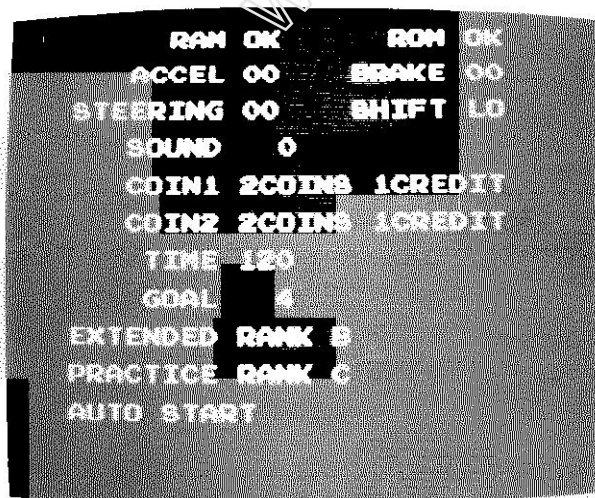 RAM OK ROM OK
ACCEL 00 BRAKE 00
STEERING 00 SHIFT LO
SOUND 0
COIN1 2COINS 1CREDIT
COIN2 2COINS 1CREDIT
TIME 120
GOAL 4
EXTENDED RANK B
PRACTICE RANK C
AUTO START